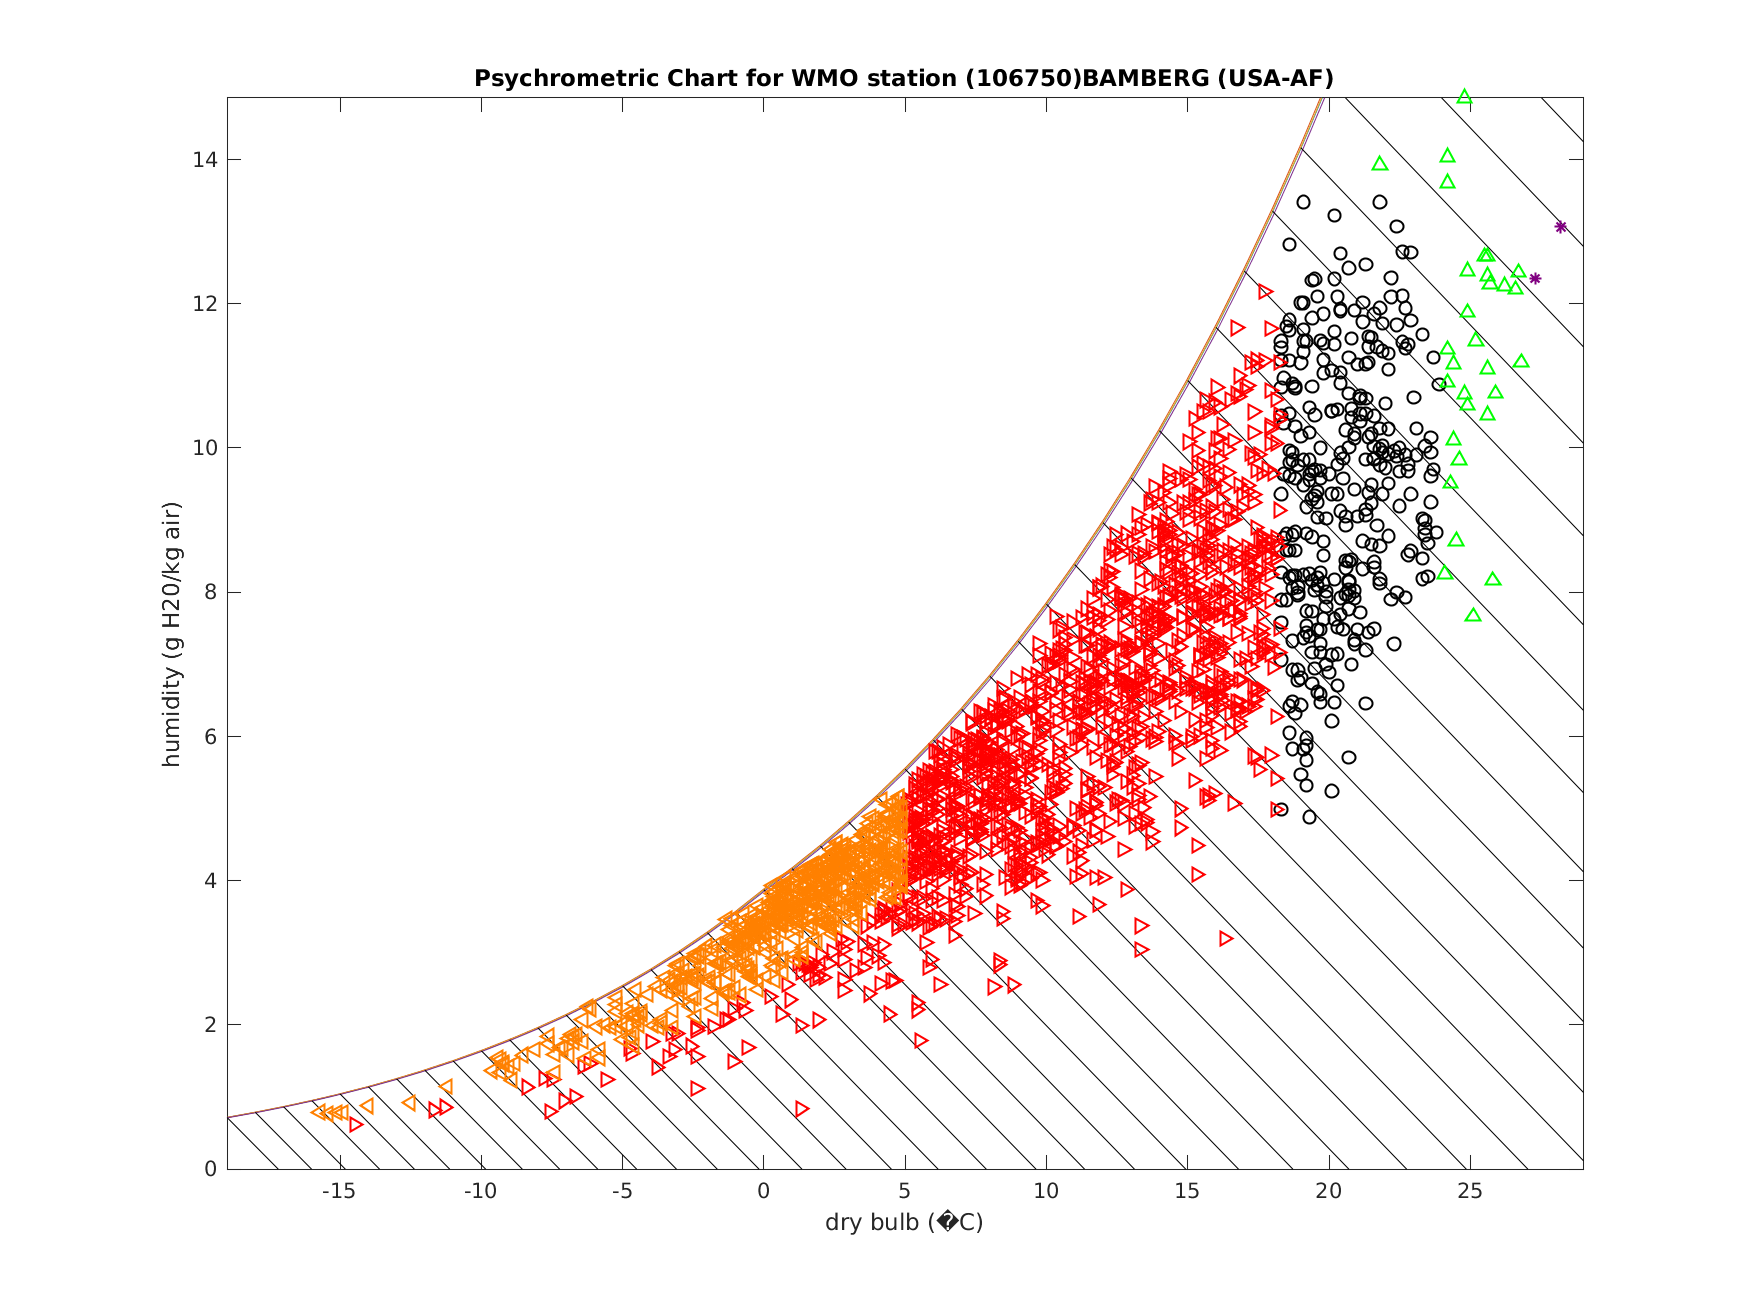 Psychrometric Chart for WMO station (106750)BAMBERG (USA-AF)
14
12
10
8
6
4
2
0
humidity (g H20/kg air)
-15 -10 -5 0 5 10 15 20 25
dry bulb (�C)